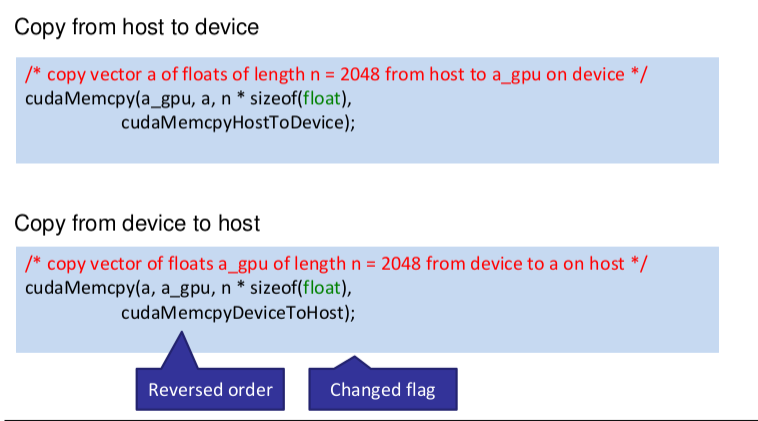 Copy from host to device
/* copy vector a of floats of length n = 2048 from host to a_gpu on device */
cudaMemcpy(a_gpu, a, n * sizeof(float),
cudaMemcpyHostToDevice);
Copy from device to host
/* copy vector of floats a_gpu of length n = 2048 from device to a on host */
cudaMemcpy(a, a_gpu, n * sizeof(float),
cudaMemcpyDeviceToHost);
Reversed order
Changed flag